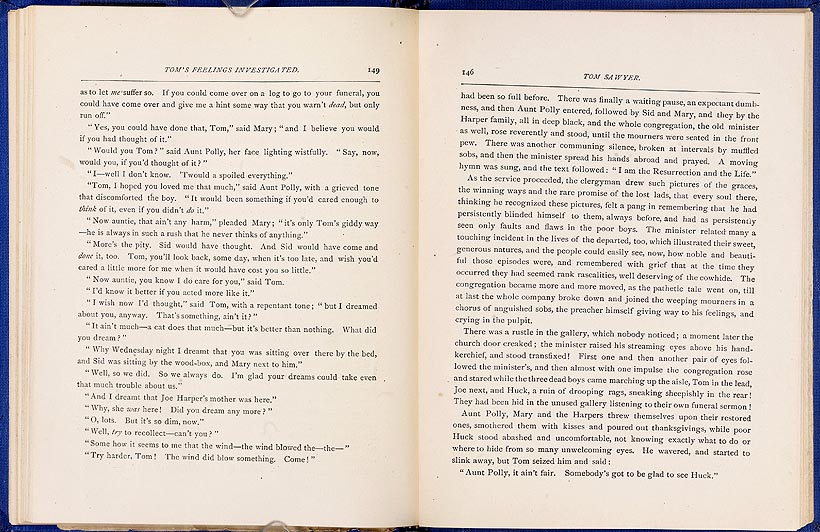 TOM'S FEELINGS INVESTIGATED. 149
as to let me suffer so. If you could come over on a log to go to your funeral, you
could have come over and give me a hint some way that you warn't dead, but only
run off."
"Yes, you could have done that, Tom," said Mary; "and I believe you would
if you had thought of it."
"Would you Tom?" said Aunt Polly, her face lighting wistfully. "Say, now,
would you, if you'd thought of it?"
"I—well I don't know. 'Twould a spoiled everything."
"Tom, I hoped you loved me that much," said Aunt Polly, with a grieved tone
that discomforted the boy. "It would been something if you'd cared enough to
think of it, even if you didn't do it."
"Now auntie, that ain't any harm," pleaded Mary; "it's only Tom's giddy way
—he is always in such a rush that he never thinks of anything."
"More's the pity. Sid would have thought. And Sid would have come and
done it, too. Tom, you'll look back, some day, when it's too late, and wish you'd
cared a little more for me when it would have cost you so little."
"Now auntie, you know I do care for you," said Tom.
"I'd know it better if you acted more like it."
"I wish now I'd thought," said Tom, with a repentant tone; "but I dreamed
about you, anyway. That's something, ain't it?"
"It ain't much—a cat does that much—but it's better than nothing. What did
you dream?"
"Why Wednesday night I dreamt that you was sitting over there by the bed,
and Sid was sitting by the wood-box, and Mary next to him."
"Well, so we did. So we always do. I'm glad your dreams could take even
that much trouble about us."
"And I dreamt that Joe Harper's mother was here."
"Why, she was here! Did you dream any more?"
"O, lots. But it's so dim, now."
"Well, try to recollect—can't you?"
"Some how it seems to me that the wind—the wind blowed the—the—"
"Try harder, Tom! The wind did blow something. Come!"
146 TOM SAWYER.
had been so full before. There was finally a waiting pause, an expectant dumb-
ness, and then Aunt Polly entered, followed by Sid and Mary, and they by the
Harper family, all in deep black, and the whole congregation, the old minister
as well, rose reverently and stood, until the mourners were seated in the front
pew. There was another communing silence, broken at intervals by muffled
sobs, and then the minister spread his hands abroad and prayed. A moving
hymn was sung, and the text followed: "I am the Resurrection and the Life."
As the service proceeded, the clergyman drew such pictures of the graces,
the winning ways and the rare promise of the lost lads, that every soul there,
thinking he recognized these pictures, felt a pang in remembering that he had
persistently blinded himself to them, always before, and had as persistently
seen only faults and flaws in the poor boys. The minister related many a
touching incident in the lives of the departed, too, which illustrated their sweet,
generous natures, and the people could easily see, now, how noble and beauti-
ful those episodes were, and remembered with grief that at the time they
occurred they had seemed rank rascalities, well deserving of the cowhide. The
congregation became more and more moved, as the pathetic tale went on, till
at last the whole company broke down and joined the weeping mourners in a
chorus of anguished sobs, the preacher himself giving way to his feelings, and
crying in the pulpit.
There was a rustle in the gallery, which nobody noticed; a moment later the
church door creaked; the minister raised his streaming eyes above his hand-
kerchief, and stood transfixed! First one and then another pair of eyes fol-
lowed the minister's, and then almost with one impulse the congregation rose
and stared while the three dead boys came marching up the aisle, Tom in the lead,
Joe next, and Huck, a ruin of drooping rags, sneaking sheepishly in the rear!
They had been hid in the unused gallery listening to their own funeral sermon!
Aunt Polly, Mary and the Harpers threw themselves upon their restored
ones, smothered them with kisses and poured out thanksgivings, while poor
Huck stood abashed and uncomfortable, not knowing exactly what to do or
where to hide from so many unwelcoming eyes. He wavered, and started to
slink away, but Tom seized him and said:
"Aunt Polly, it ain't fair. Somebody's got to be glad to see Huck."